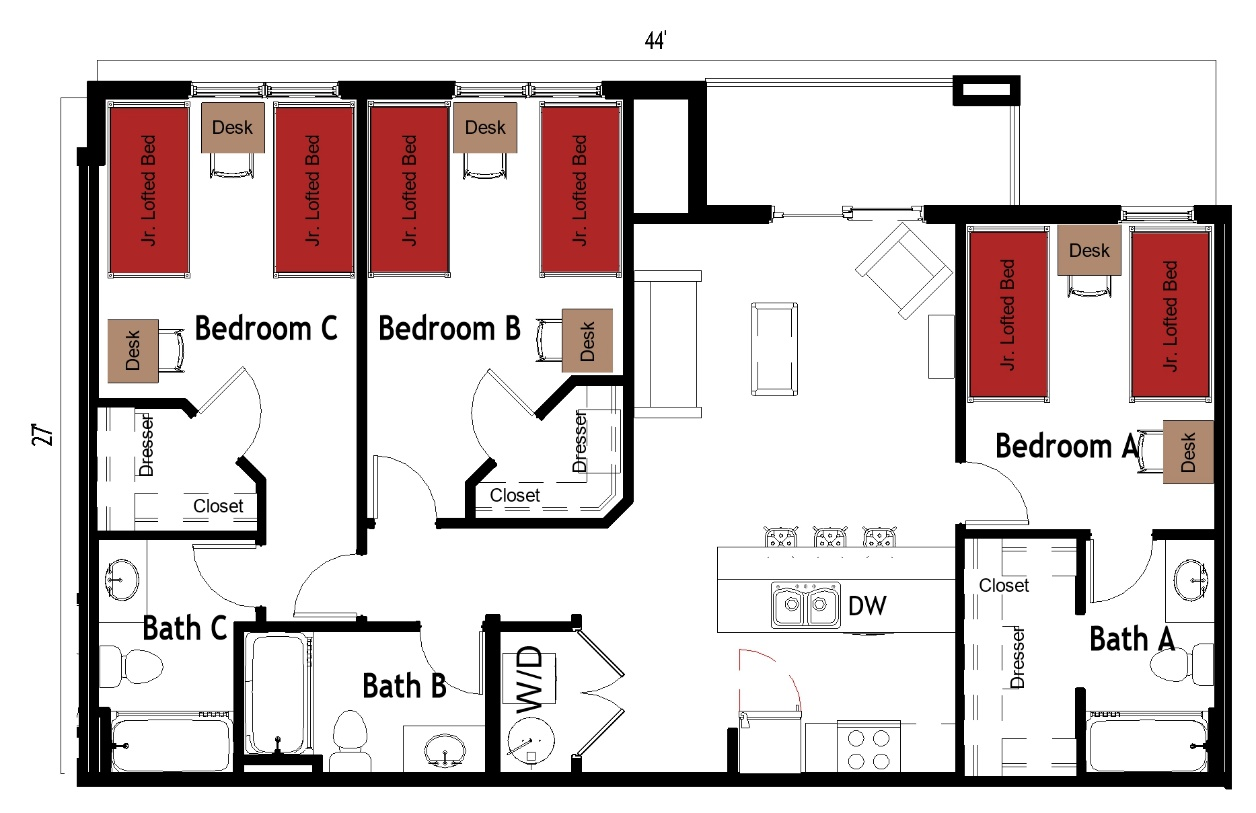 44'
27'
Jr. Lofted Bed
Desk
Jr. Lofted Bed
Jr. Lofted Bed
Desk
Jr. Lofted Bed
Desk
Bedroom C
Bedroom B
Desk
Jr. Lofted Bed
Desk
Jr. Lofted Bed
Bedroom A
Desk
Dresser
Closet
Dresser
Closet
Bath C
Bath B
W/D
DW
Closet
Dresser
Bath A